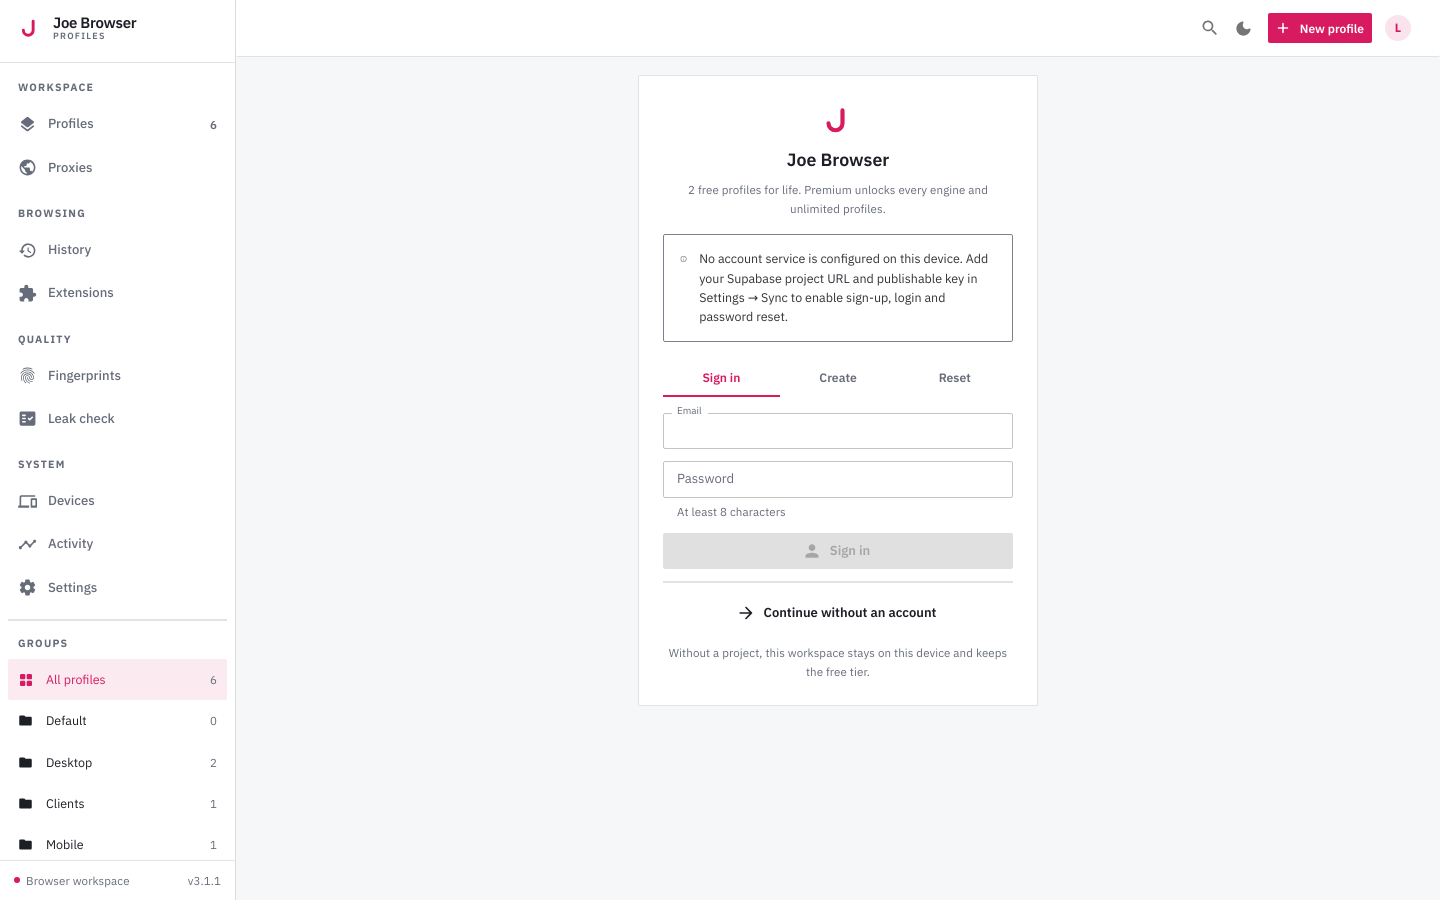 Joe Browser
PROFILES
New profile
L
WORKSPACE
Profiles 6
Proxies
BROWSING
History
Extensions
QUALITY
Fingerprints
Leak check
SYSTEM
Devices
Activity
Settings
GROUPS
All profiles 6
Default 0
Desktop 2
Clients 1
Mobile 1
Browser workspace v3.1.1
Joe Browser
2 free profiles for life. Premium unlocks every engine and
unlimited profiles.
No account service is configured on this device. Add
your Supabase project URL and publishable key in
Settings → Sync to enable sign-up, login and
password reset.
Sign in Create Reset
Email
Password
At least 8 characters
Sign in
Continue without an account
Without a project, this workspace stays on this device and keeps
the free tier.